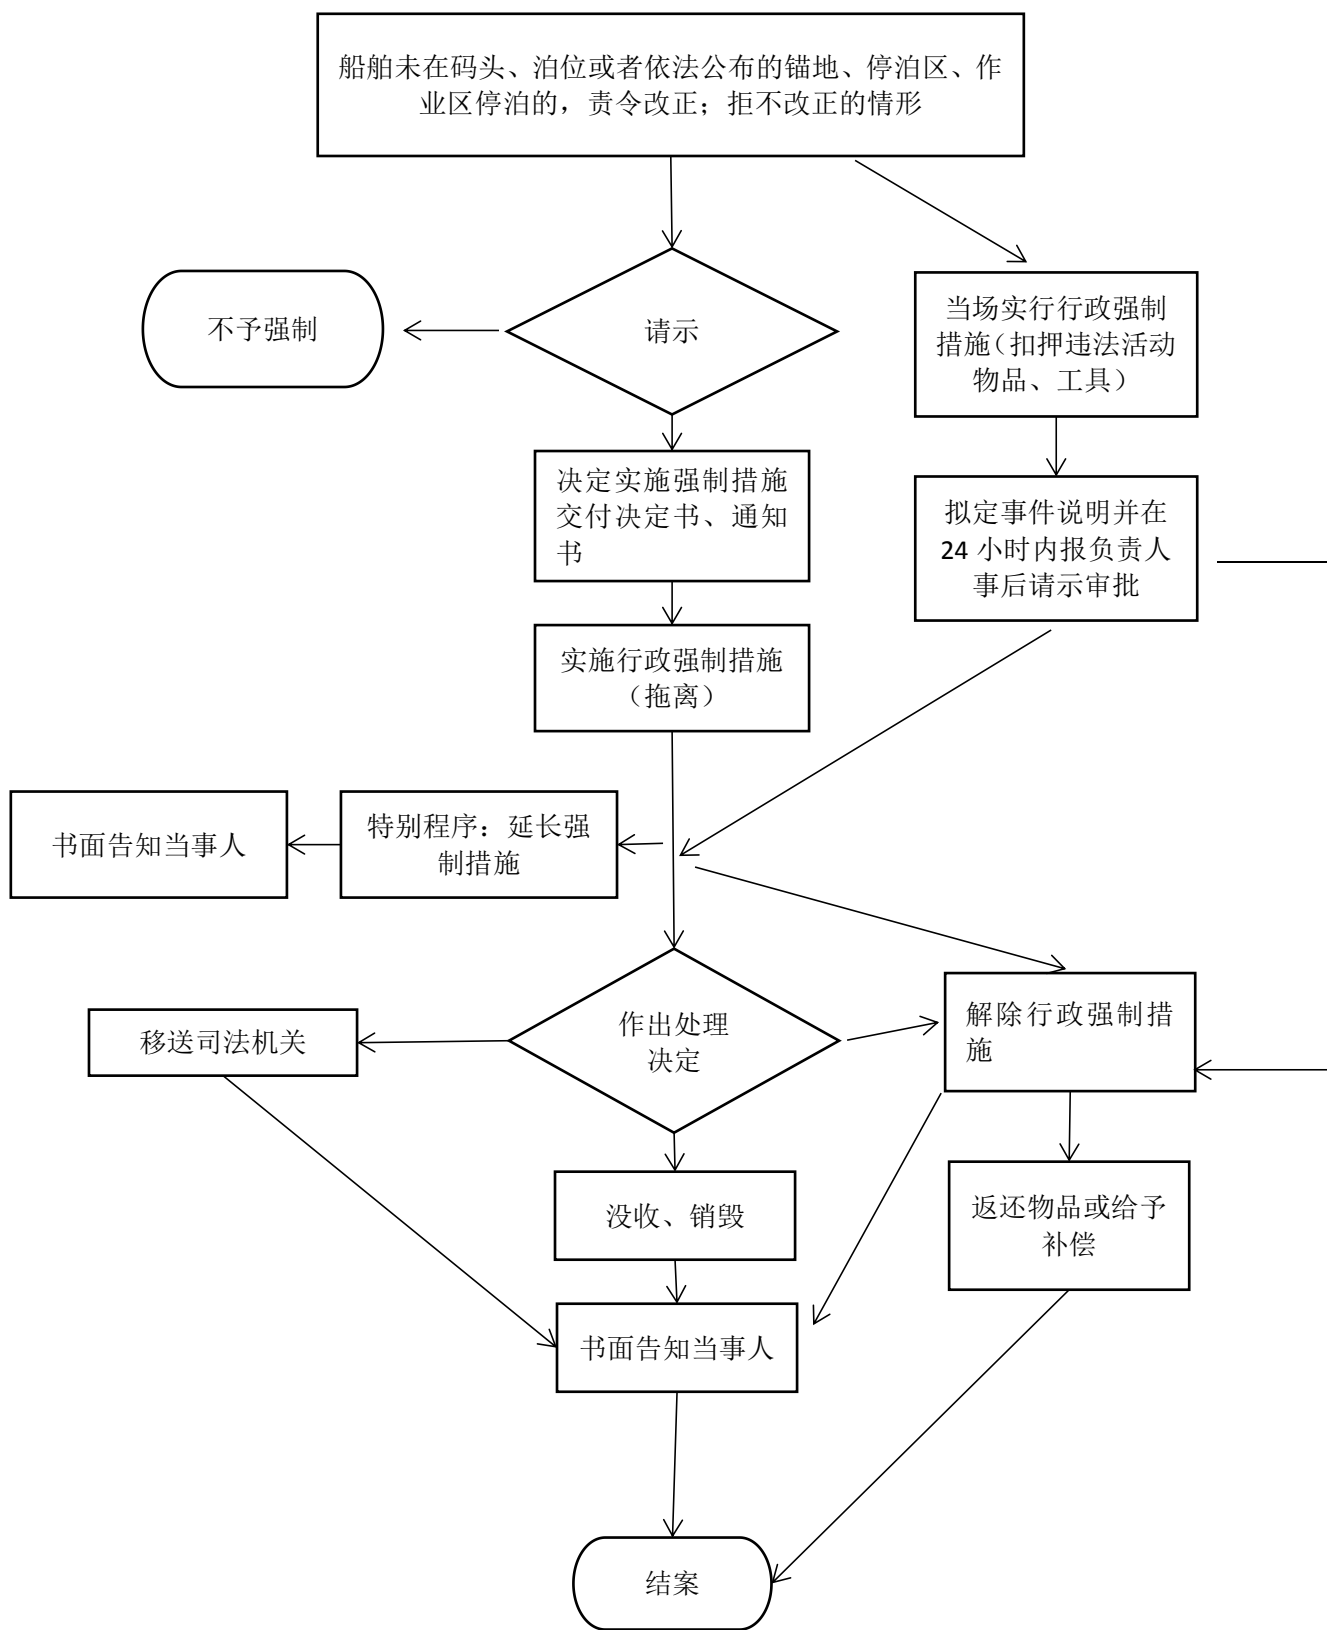 船舶未在码头、泊位或者依法公布的锚地、停泊区、作
业区停泊的，责令改正；拒不改正的情形
不予强制
请示
当场实行行政强制
措施（扣押违法活动
物品、工具）
决定实施强制措施
交付决定书、通知
书
拟定事件说明并在
24 小时内报负责人
事后请示审批
实施行政强制措施
（拖离）
书面告知当事人
特别程序：延长强
制措施
移送司法机关
作出处理
决定
解除行政强制措
施
没收、销毁
返还物品或给予
补偿
书面告知当事人
结案